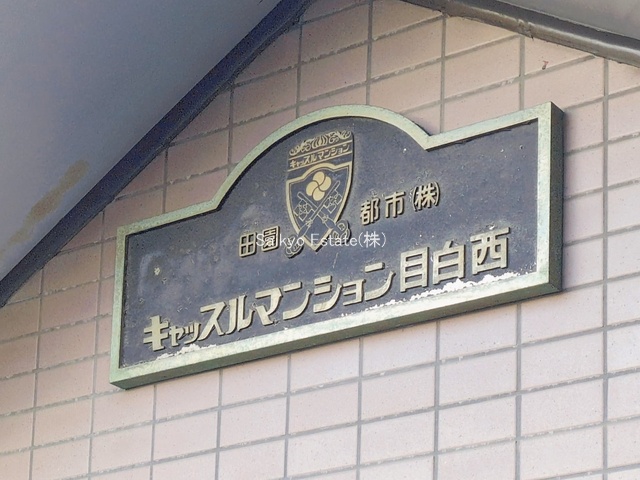 キャッスルマンション
田園 都市(株)
Saikyo Estate(株)
キャッスルマンション目白西